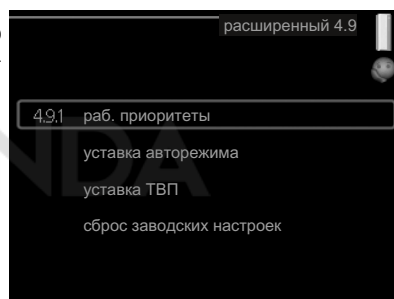 расширенный 4.9
4.9.1 раб. приоритеты
уставка авторежима
уставка ТВП
сброс заводских настроек